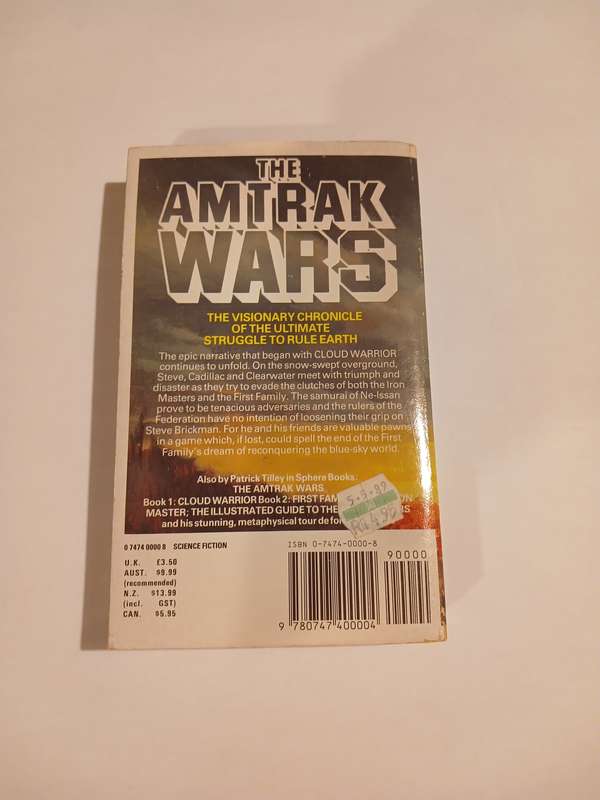 THE
AMTRAK
WARS
THE VISIONARY CHRONICLE
OF THE ULTIMATE
STRUGGLE TO RULE EARTH
The epic narrative that began with CLOUD WARRIOR
continues to unfold. On the snow-swept overground,
Steve, Cadillac and Clearwater meet with triumph and
disaster as they try to evade the clutches of both the Iron
Masters and the First Family. The samurai of Ne-Issan
prove to be tenacious adversaries and the rulers of the
Federation have no intention of loosening their grip on
Steve Brickman. For he and his friends are valuable pawns
in a game which, if lost, could spell the end of the First
Family's dream of reconquering the blue-sky world.
Also by Patrick Tilley in Sphere Books:
THE AMTRAK WARS
Book 1: CLOUD WARRIOR Book 2: FIRST FAM ON
MASTER; THE ILLUSTRATED GUIDE TO THE
and his stunning, metaphysical tour de
0 7474 0000 8 SCIENCE FICTION
U.K. £3.50
AUST. $9.99
(recommended)
N.Z. $13.99
(incl. GST)
CAN. $5.95
ISBN 0-7474-0000-8
90000
9 780747 400004